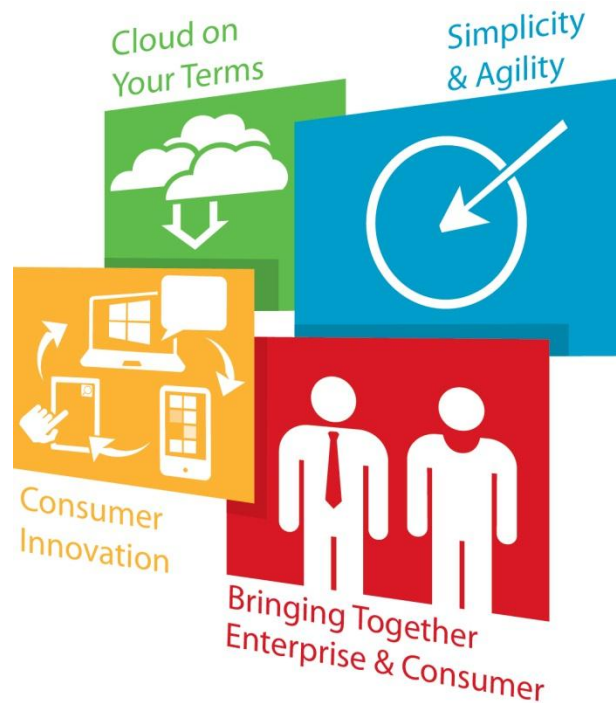 Cloud on
Your Terms
Simplicity
& Agility
Consumer
Innovation
Bringing Together
Enterprise & Consumer